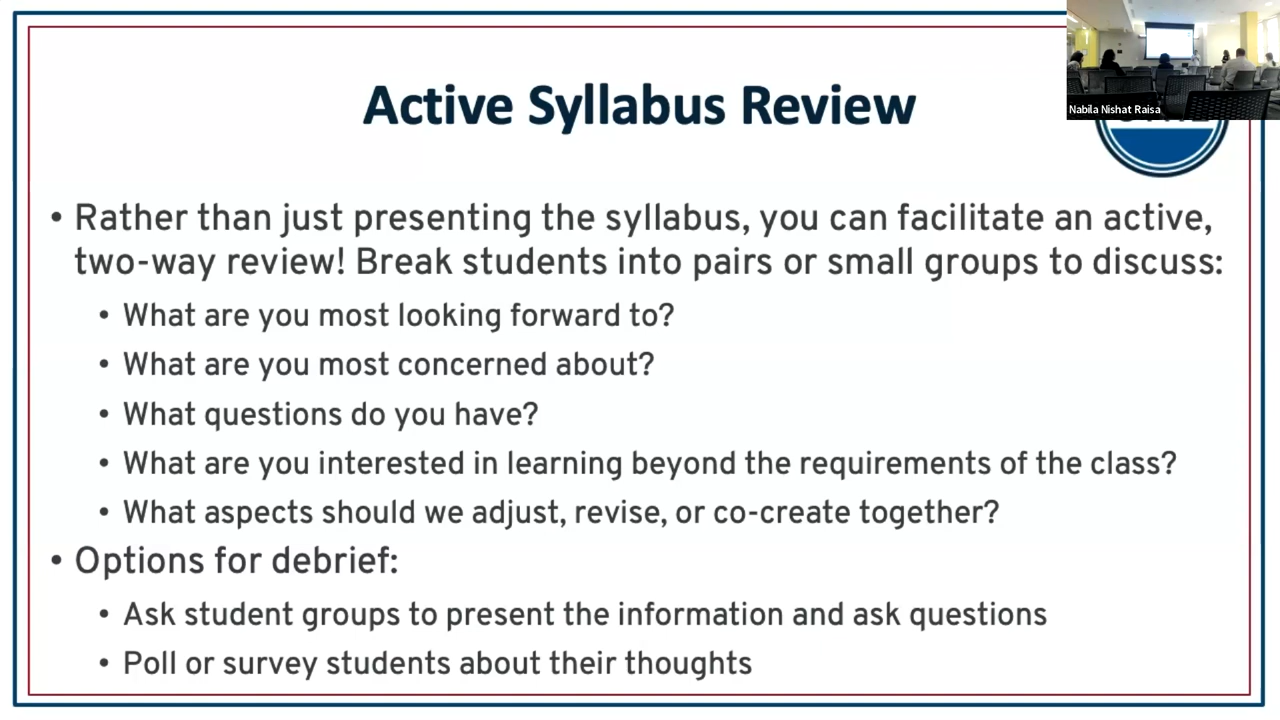 Active Syllabus Review
Nabila Nishat Raisa
• Rather than just presenting the syllabus, you can facilitate an active,
two-way review! Break students into pairs or small groups to discuss:
• What are you most looking forward to?
• What are you most concerned about?
• What questions do you have?
• What are you interested in learning beyond the requirements of the class?
• What aspects should we adjust, revise, or co-create together?
• Options for debrief:
• Ask student groups to present the information and ask questions
• Poll or survey students about their thoughts